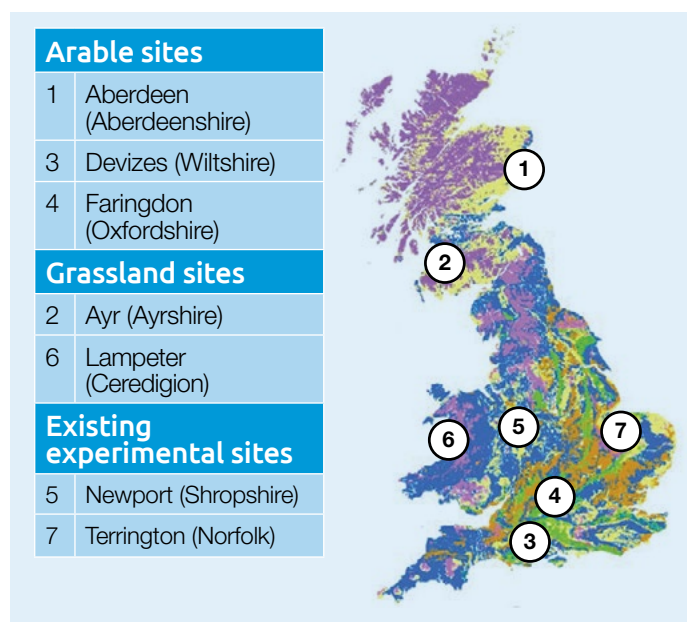 Arable sites
1 Aberdeen
(Aberdeenshire)
3 Devizes (Wiltshire)
4 Faringdon
(Oxfordshire)
Grassland sites
2 Ayr (Ayrshire)
6 Lampeter
(Ceredigion)
Existing
experimental sites
5 Newport (Shropshire)
7 Terrington (Norfolk)
1
2
5
6
7
4
3